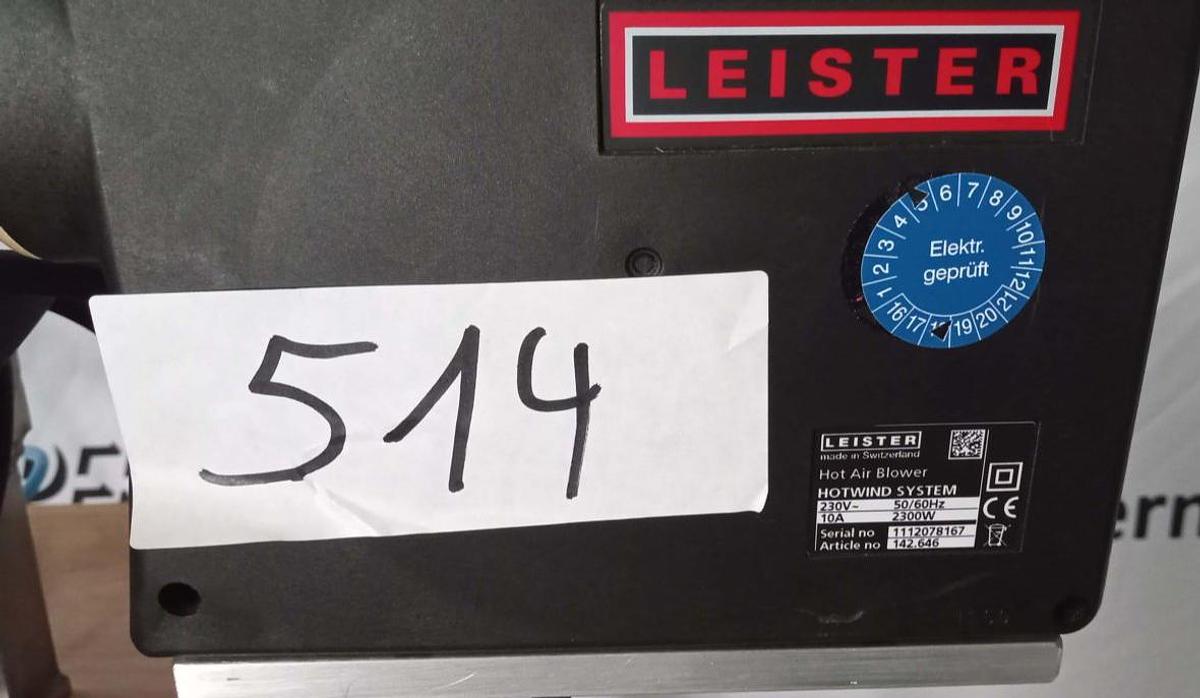 LEISTER
1 2 3 4 5 6 7 8 9 10 11 12
Elektr.
geprüft
16 17 18 19 20 21
514
LEISTER
made in Switzerland
Hot Air Blower
HOTWIND SYSTEM
230V~ 50/60Hz
10A 2300W
CE
Serial no 1112078167
Article no 142.646